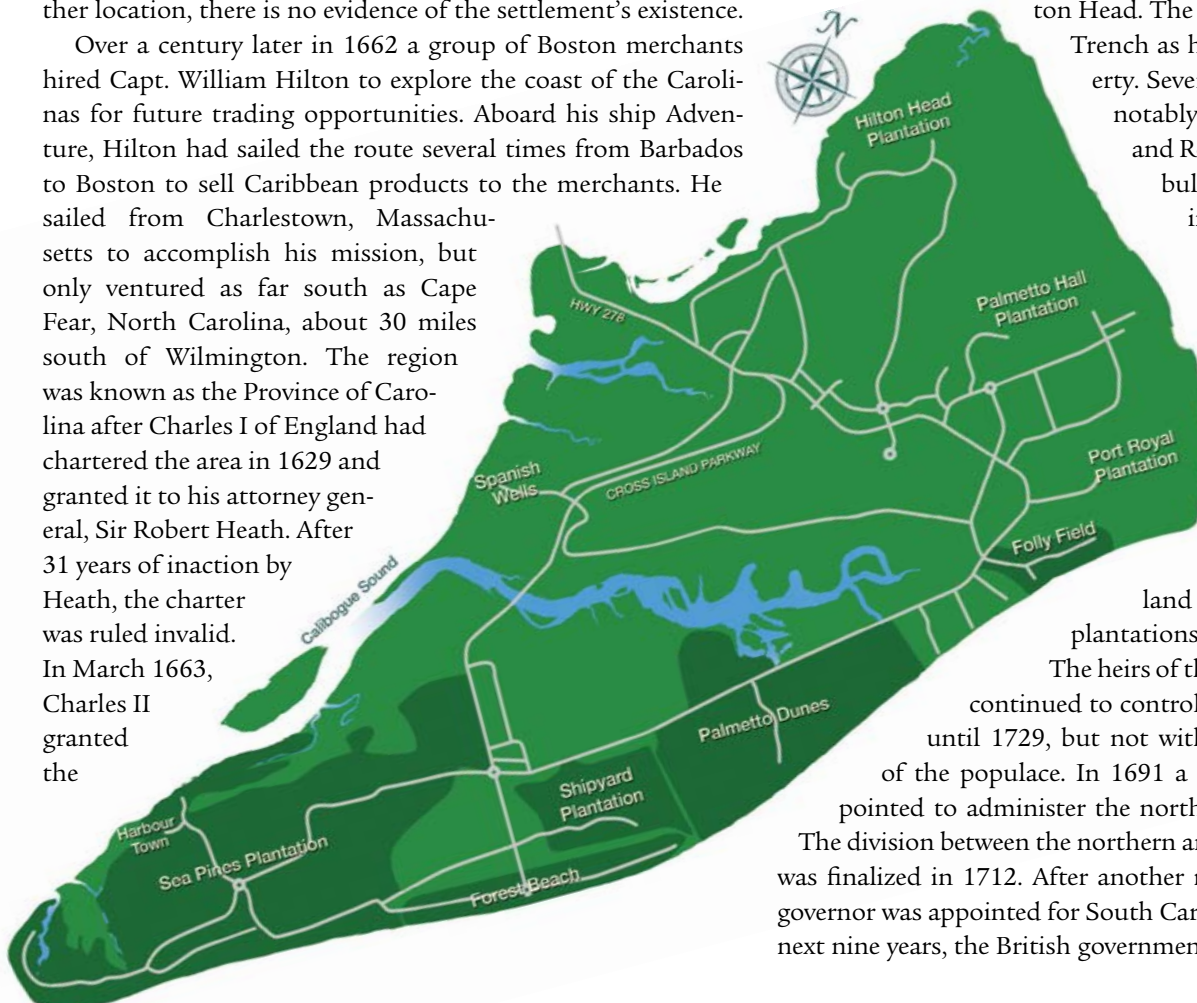 ther location, there is no evidence of the settlement’s existence.
Over a century later in 1662 a group of Boston merchants
hired Capt. William Hilton to explore the coast of the Caroli-
nas for future trading opportunities. Aboard his ship Adven-
ture, Hilton had sailed the route several times from Barbados
to Boston to sell Caribbean products to the merchants. He
sailed from Charlestown, Massachu-
setts to accomplish his mission, but
only ventured as far south as Cape
Fear, North Carolina, about 30 miles
south of Wilmington. The region
was known as the Province of Caro-
lina after Charles I of England had
chartered the area in 1629 and
granted it to his attorney gen-
eral, Sir Robert Heath. After
31 years of inaction by
Heath, the charter
was ruled invalid.
In March 1663,
Charles II
granted
the
N
Hilton Head
Plantation
HWY 278
Palmetto Hall
Plantation
Spanish
Wells
CROSS ISLAND PARKWAY
Port Royal
Plantation
Folly Field
Calibogue Sound
Palmetto Dunes
Shipyard
Plantation
Harbour
Town
Sea Pines Plantation
Forest Beach
ton Head. The
Trench as h
erty. Seve
notably
and R
bul
i
land
plantations
The heirs of th
continued to control
until 1729, but not with
of the populace. In 1691 a
pointed to administer the north
The division between the northern a
was finalized in 1712. After another
governor was appointed for South Car
next nine years, the British governmen